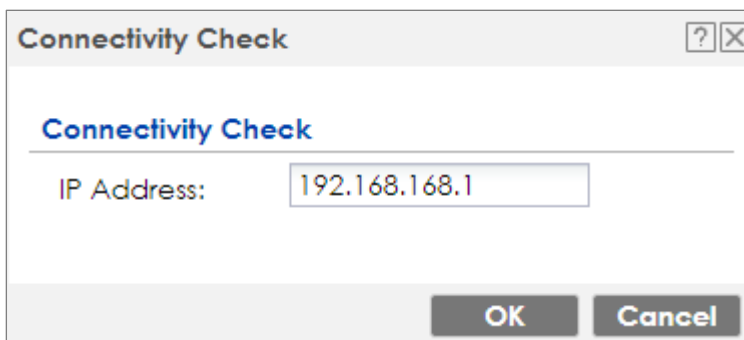 Connectivity Check ? X
Connectivity Check
IP Address: 192.168.168.1
OK Cancel